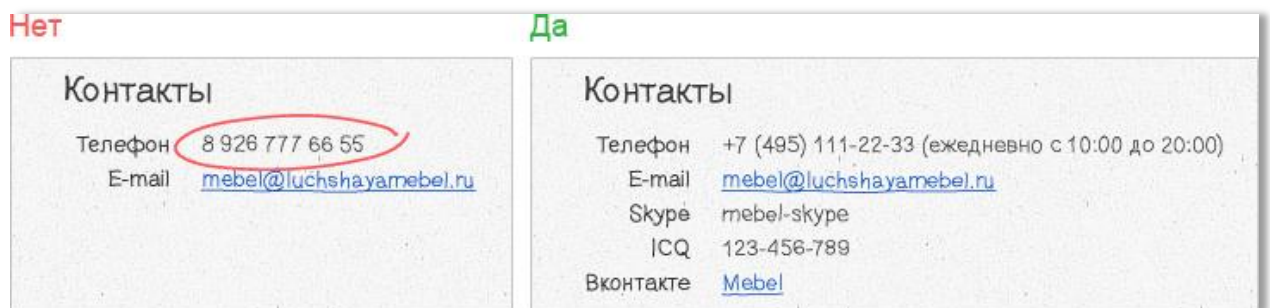 Нет
Контакты
Телефон 8 926 777 66 55
E-mail mebel@luchshayamebel.ru
Да
Контакты
Телефон +7 (495) 111-22-33 (ежедневно с 10:00 до 20:00)
E-mail mebel@luchshayamebel.ru
Skype mebel-skype
ICQ 123-456-789
Вконтакте Mebel